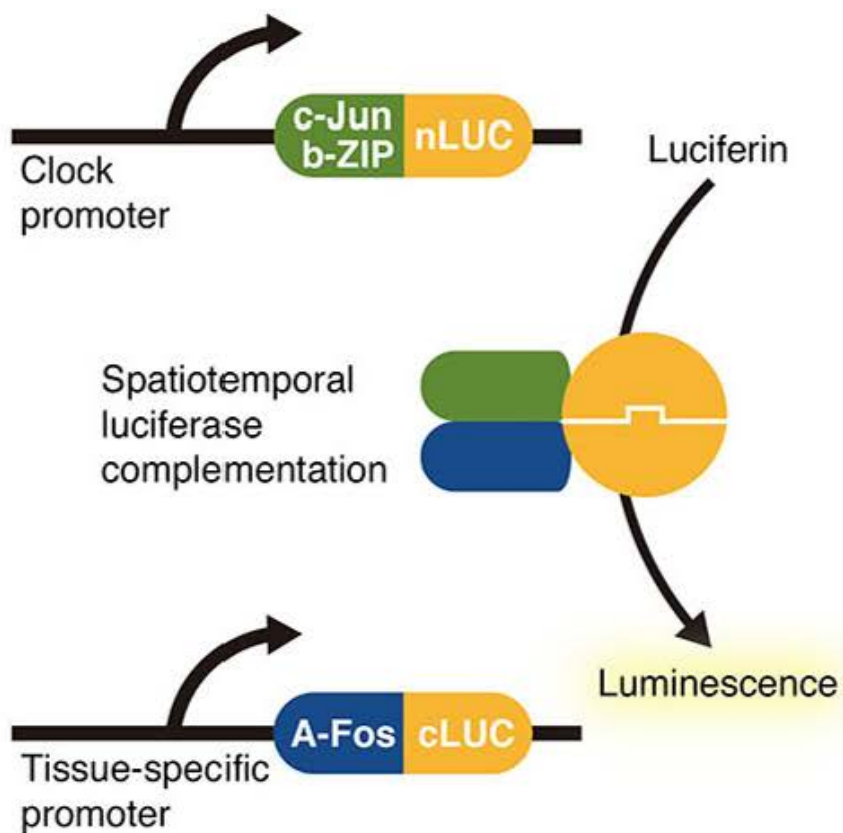 c-Jun
b-ZIP
nLUC
Clock
promoter
Luciferin
Spatiotemporal
luciferase
complementation
Luminescence
A-Fos
cLUC
Tissue-specific
promoter